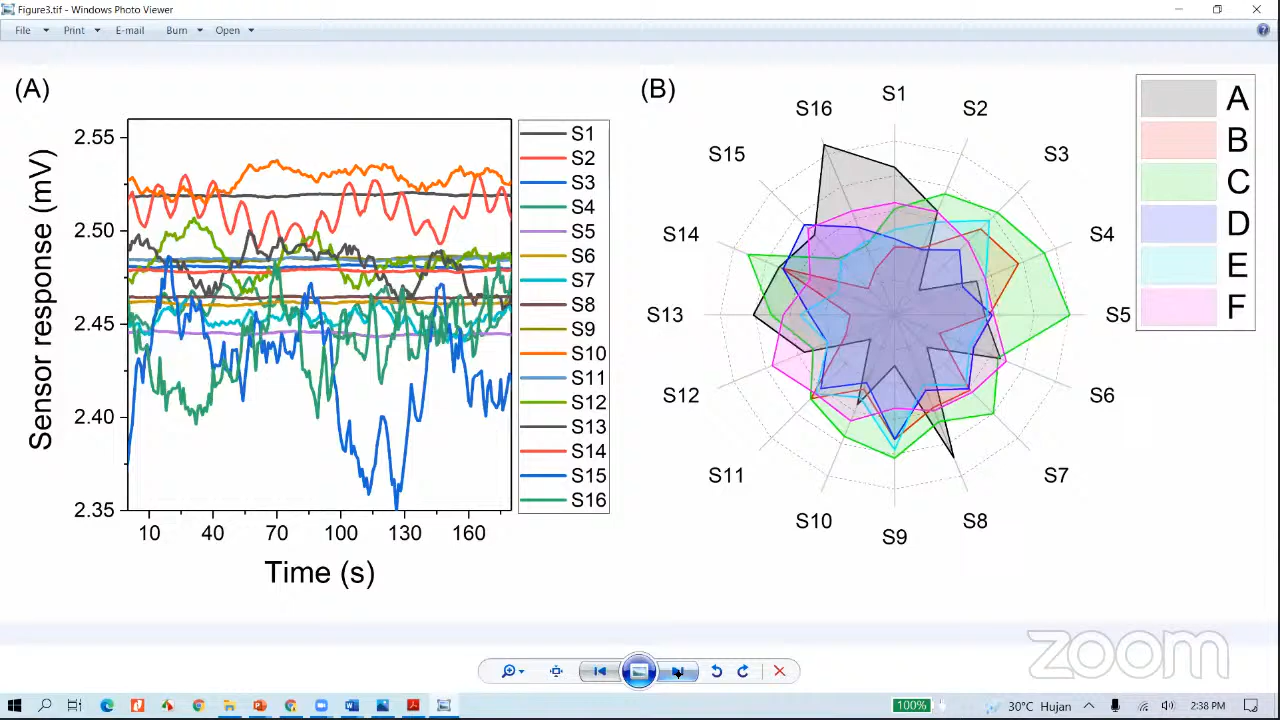 Figure3.tif - Windows Photo Viewer
File Print E-mail Burn Open
(A)
Sensor response (mV)
2.55
2.50
2.45
2.40
2.35
10 40 70 100 130 160
Time (s)
S1
S2
S3
S4
S5
S6
S7
S8
S9
S10
S11
S12
S13
S14
S15
S16
(B)
S1
S2
S3
S4
S5
S6
S7
S8
S9
S10
S11
S12
S13
S14
S15
S16
A
B
C
D
E
F
zoom
100% 30°C Hujan 2:38 PM